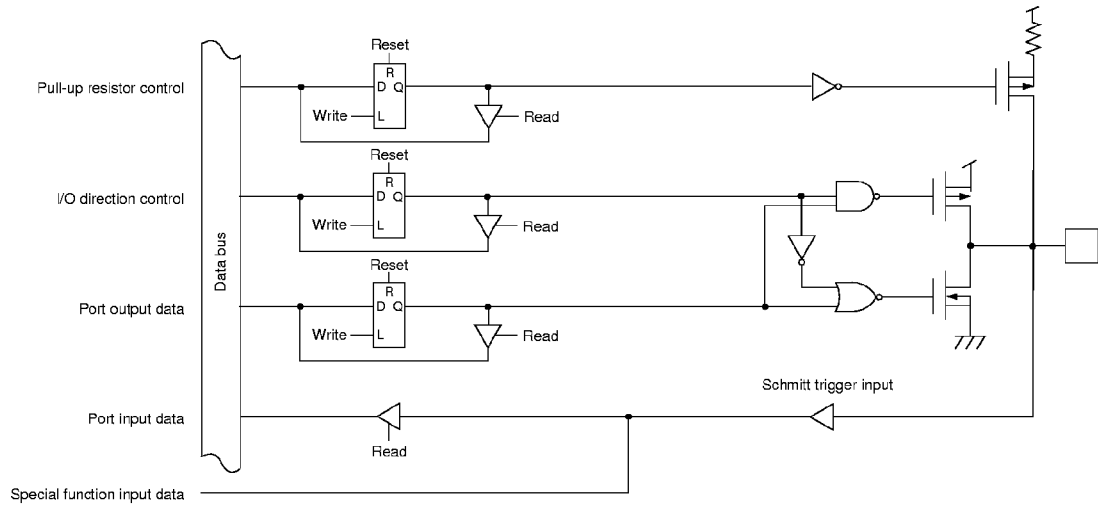 Reset
Pull-up resistor control
R
D Q
Write
L
Read
Reset
I/O direction control
R
D Q
Write
L
Read
Data bus
Reset
Port output data
R
D Q
Write
L
Read
Schmitt trigger input
Port input data
Read
Special function input data